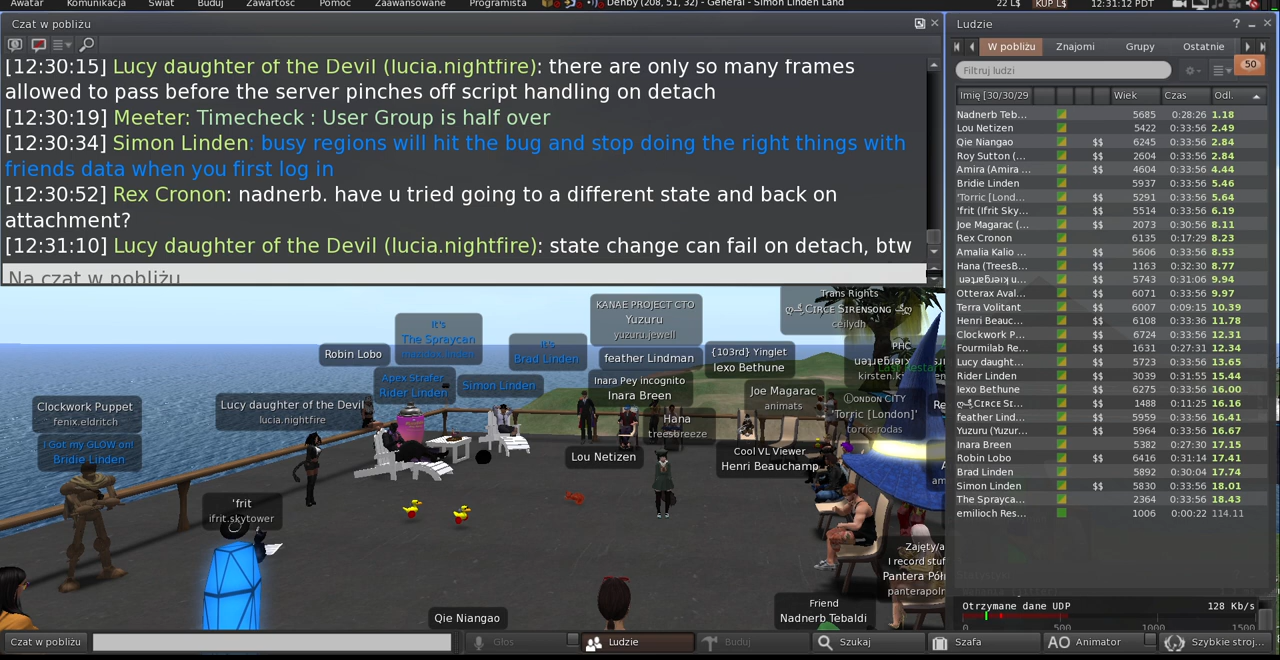 Awatar Komunikacja Świat Buduj Zawartość Pomoc Zaawansowane Programista Denby (208, 51, 32) - General - Simon Linden Land 22 L$ KUP L$ 12:31:12 PDT
Czat w pobliżu
[12:30:15] Lucy daughter of the Devil (lucia.nightfire): there are only so many frames
allowed to pass before the server pinches off script handling on detach
[12:30:19] Meeter: Timecheck : User Group is half over
[12:30:34] Simon Linden: busy regions will hit the bug and stop doing the right things with
friends data when you first log in
[12:30:52] Rex Cronon: nadnerb. have u tried going to a different state and back on
attachment?
[12:31:10] Lucy daughter of the Devil (lucia.nightfire): state change can fail on detach, btw
Na czat w pobliżu
Ludzie
W pobliżu Znajomi Grupy Ostatnie
Filtruj ludzi
50
Imię [30/30/29 Wiek Czas Odl.
Nadnerb Teb... 5685 0:28:26 1.18
Lou Netizen 5422 0:33:56 2.49
Qie Niangao $$ 6245 0:33:56 2.84
Roy Sutton (... $$ 2604 0:33:56 2.84
Amira (Amira ... $$ 4604 0:33:56 4.44
Bridie Linden 5937 0:33:56 5.46
'Torric [Lond... $$ 5291 0:33:56 5.64
'frit (Ifrit Sky... $$ 5514 0:33:56 6.19
Joe Magarac (... $$ 2073 0:30:56 8.11
Rex Cronon 6135 0:17:29 8.23
Amalia Kalio ... $$ 5606 0:33:56 8.53
Hana (TreesB... $$ 1163 0:32:30 8.77
$$ 5743 0:31:06 9.94
Otterax Aval... $$ 6071 0:33:56 9.97
Terra Volitant $$ 6007 0:09:15 10.39
Henri Beauc... $$ 6108 0:33:36 11.78
Clockwork P... $$ 6724 0:33:56 12.31
Fourmilab Re... $$ 1631 0:27:31 12.34
Lucy daught... $$ 5723 0:33:56 13.65
Rider Linden $$ 3039 0:31:55 15.44
Iexo Bethune $$ 6275 0:33:56 16.00
Cɪʀᴄᴇ Sɪ... $$ 1488 0:11:25 16.16
feather Lind... $$ 5959 0:33:56 16.41
Yuzuru (Yuzur... $$ 5964 0:33:56 16.67
Inara Breen 5382 0:27:30 17.15
Robin Lobo $$ 6416 0:31:14 17.41
Brad Linden 5892 0:30:04 17.74
Simon Linden $$ 5830 0:33:56 18.01
The Sprayca... 2364 0:33:56 18.43
emilioch Res... 1006 0:00:22 114.11
Otrzymane dane UDP 128 Kb/s
0 500 1000 1500
Trans Rights
Cɪʀᴄᴇ Sɪʀᴇɴsᴏɴɢ
ceilydh
KANAE PROJECT CTO
Yuzuru
yuzuru.jewell
It's
The Spraycan
It's
Brad Linden
Robin Lobo
feather Lindman
{103rd} Yinglet
Iexo Bethune
PHC
Apex Strafer
Rider Linden
Simon Linden
Inara Pey incognito
Inara Breen
Joe Magarac
animats
Ⓛᴏɴᴅᴏɴ CITY
'Torric [London]'
torric.rodas
Clockwork Puppet
fenix.eldritch
Lucy daughter of the Devil
lucia.nightfire
Hana
treesbreeze
I Got my GLOW on!
Bridie Linden
Lou Netizen
Cool VL Viewer
Henri Beauchamp
'frit
ifrit.skytower
Zajęty/a
I record stuf
Pantera Pół
panterapoln
Friend
Nadnerb Tebaldi
Qie Niangao
Czat w pobliżu Głos Ludzie Buduj Szukaj Szafa AO Animator Szybkie stroj...